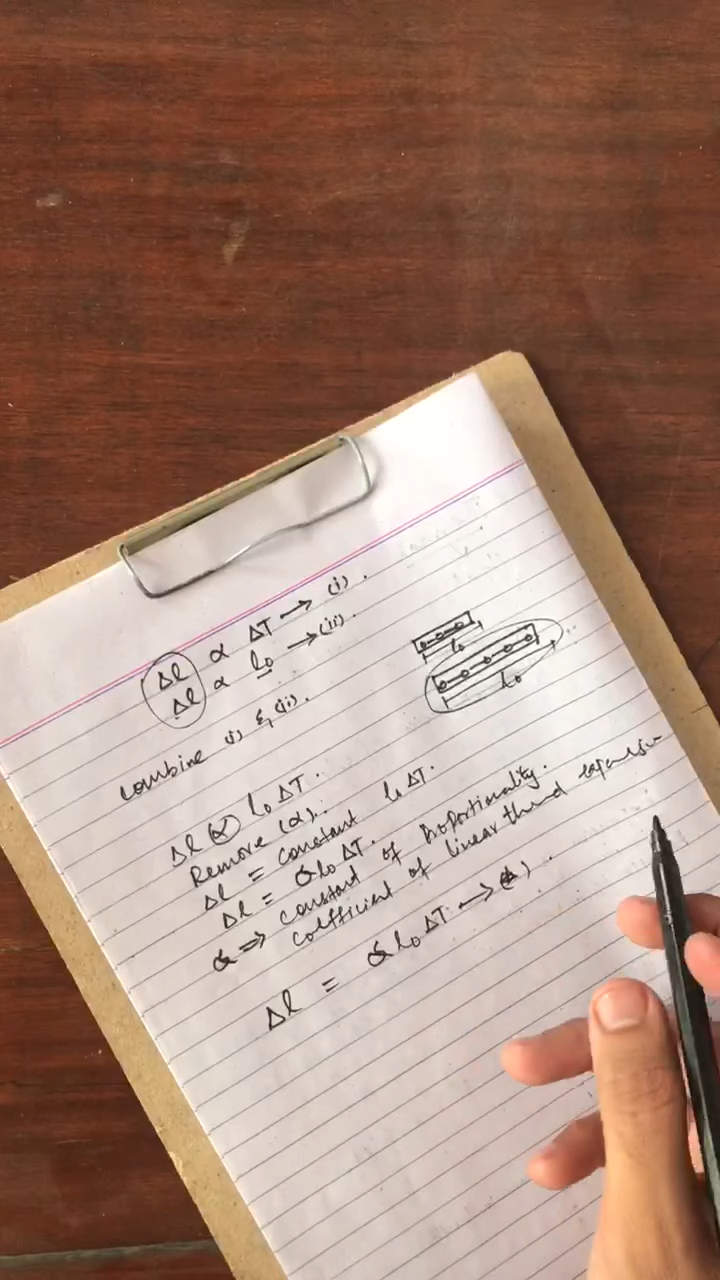 Δl ∝ ΔT → (i).
Δl ∝ l₀ → (ii).
l₀
l₀
combine (i) & (ii).
Δl ∝ l₀ ΔT.
Remove (∝).
Δl = constant l₀ ΔT.
Δl = α l₀ ΔT.
α ⇒ constant of proportionality.
coefficient of linear expansion
Δl = α l₀ ΔT →